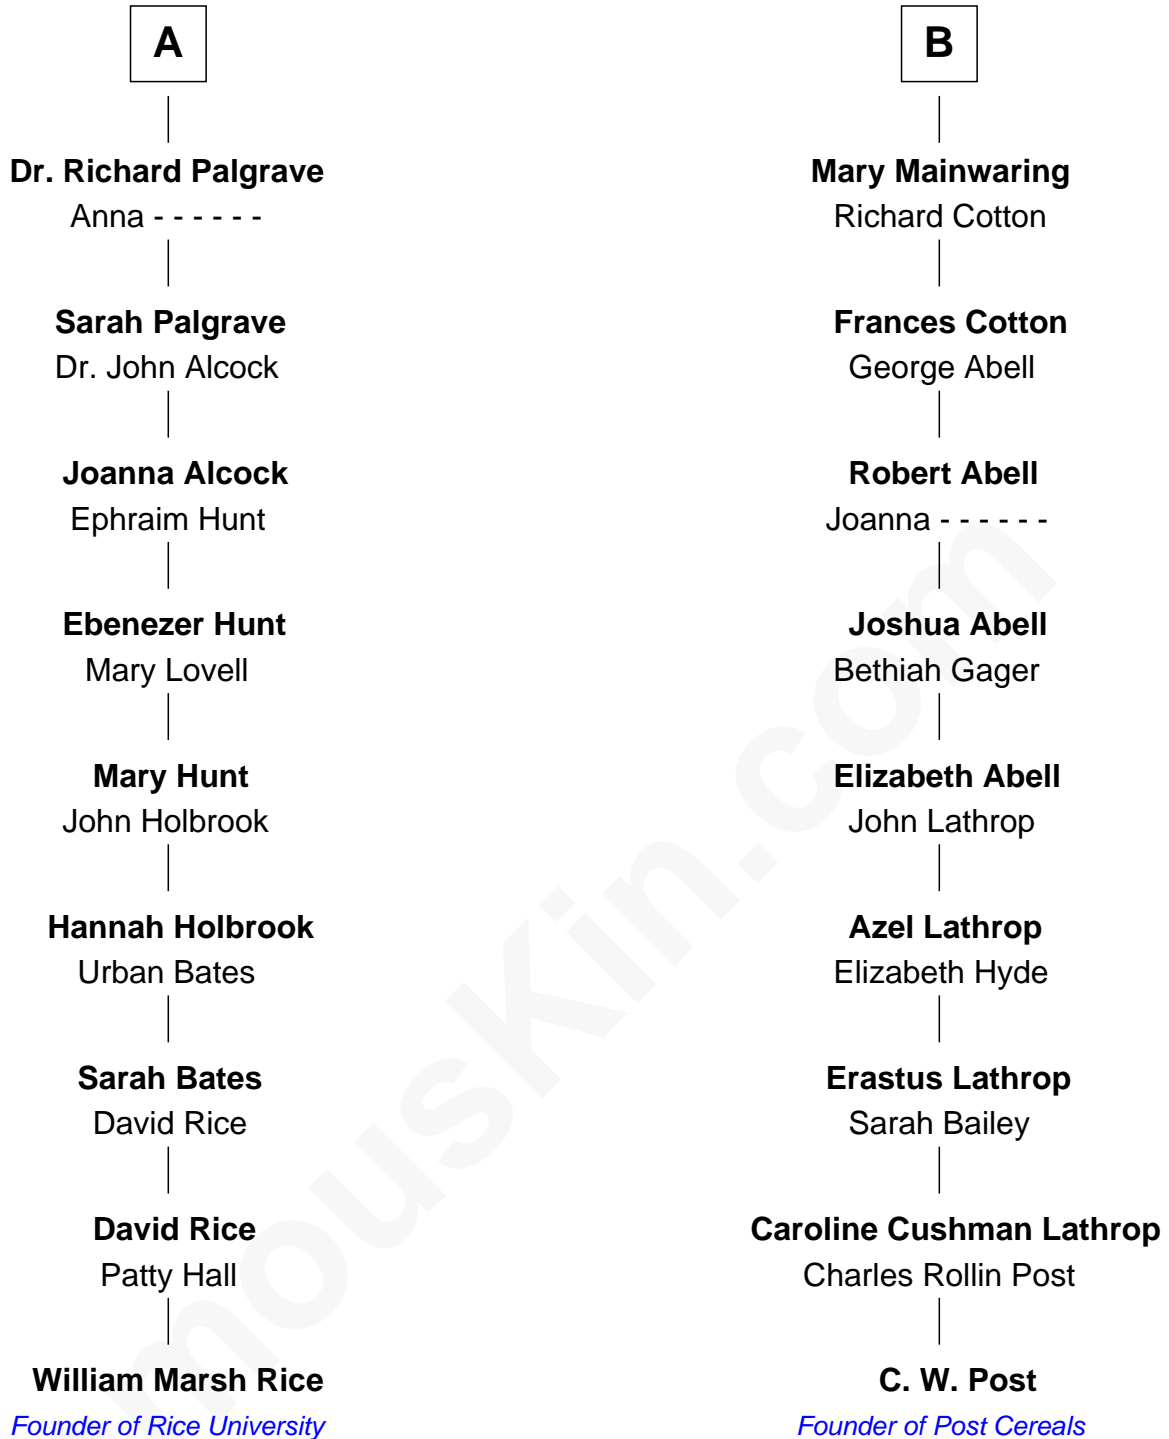 A
B
Dr. Richard Palgrave
Mary Mainwaring
Anna - - - - - -
Richard Cotton
Sarah Palgrave
Frances Cotton
Dr. John Alcock
George Abell
Joanna Alcock
Robert Abell
Ephraim Hunt
Joanna - - - - - -
Ebenezer Hunt
Joshua Abell
Mary Lovell
Bethiah Gager
Mary Hunt
Elizabeth Abell
John Holbrook
John Lathrop
Hannah Holbrook
Azel Lathrop
Urban Bates
Elizabeth Hyde
Sarah Bates
Erastus Lathrop
David Rice
Sarah Bailey
David Rice
Caroline Cushman Lathrop
Patty Hall
Charles Rollin Post
William Marsh Rice
C. W. Post
Founder of Rice University
Founder of Post Cereals
mousKin.com